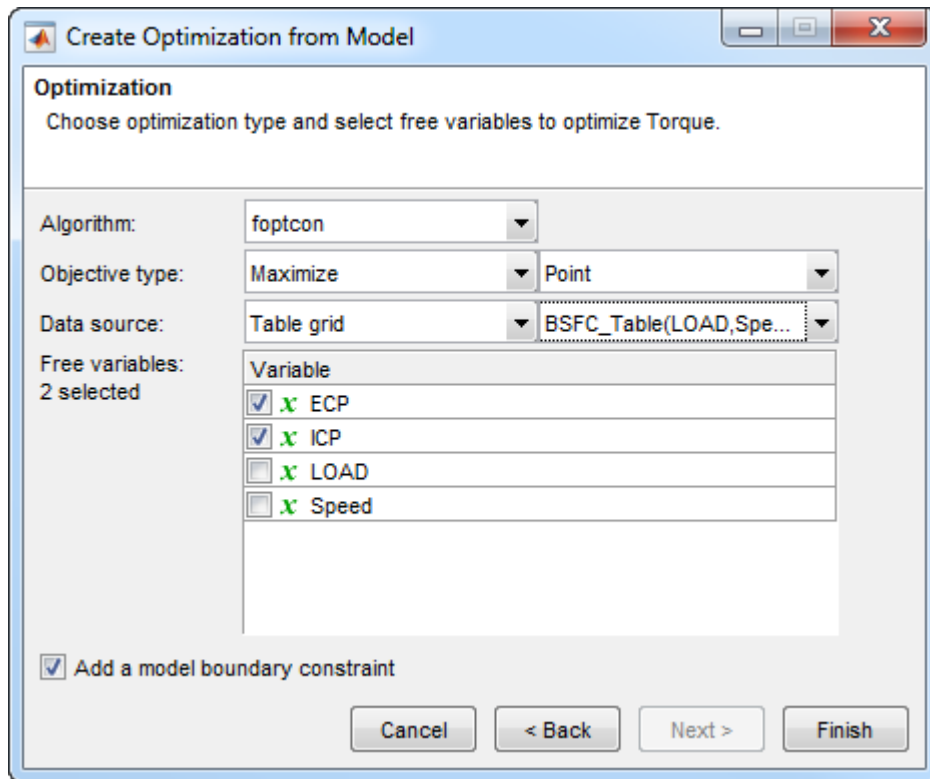 Create Optimization from Model
Optimization
Choose optimization type and select free variables to optimize Torque.
Algorithm: foptcon
Objective type: Maximize Point
Data source: Table grid BSFC_Table(LOAD,Spe...
Free variables:
2 selected
Variable
x ECP
x ICP
x LOAD
x Speed
Add a model boundary constraint
Cancel < Back Next > Finish